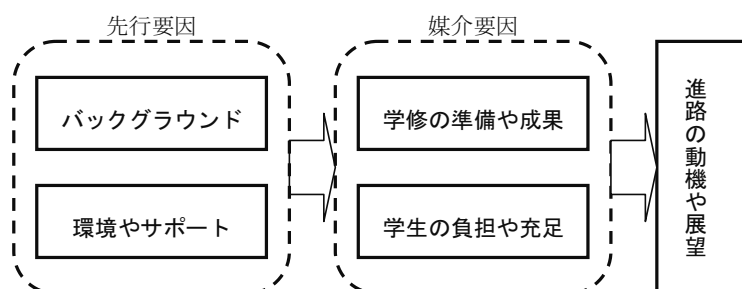 先行要因
媒介要因
バックグラウンド
学修の準備や成果
環境やサポート
学生の負担や充足
進路の動機や展望